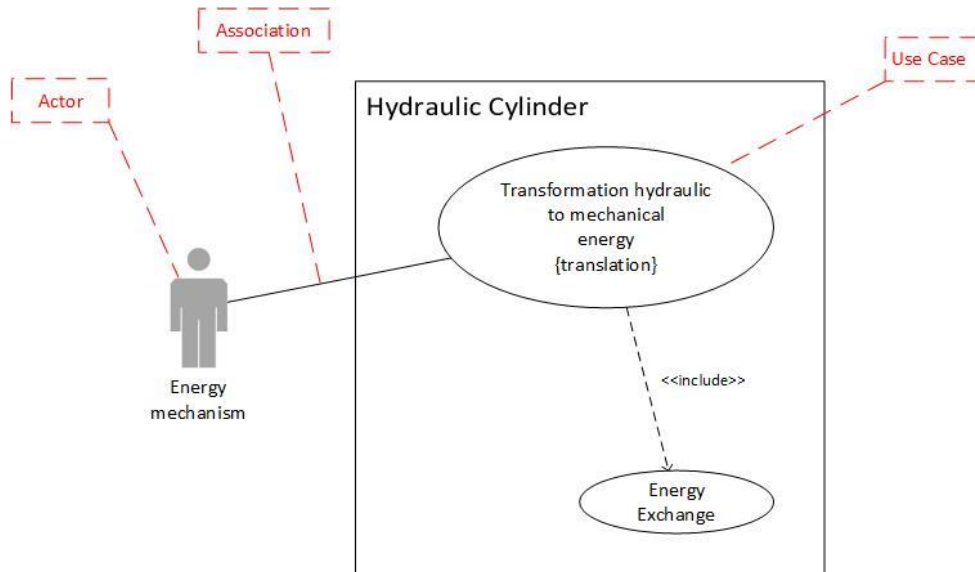 Association
Use Case
Actor
Hydraulic Cylinder
Transformation hydraulic
to mechanical
energy
{translation}
Energy
mechanism
<<include>>
Energy
Exchange